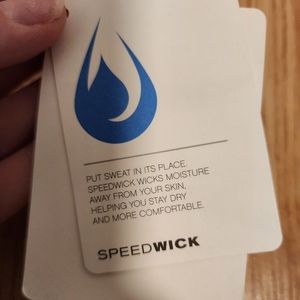 PUT SWEAT IN ITS PLACE.
SPEEDWICK WICKS MOISTURE
AWAY FROM YOUR SKIN,
HELPING YOU STAY DRY
AND MORE COMFORTABLE.
SPEEDWICK